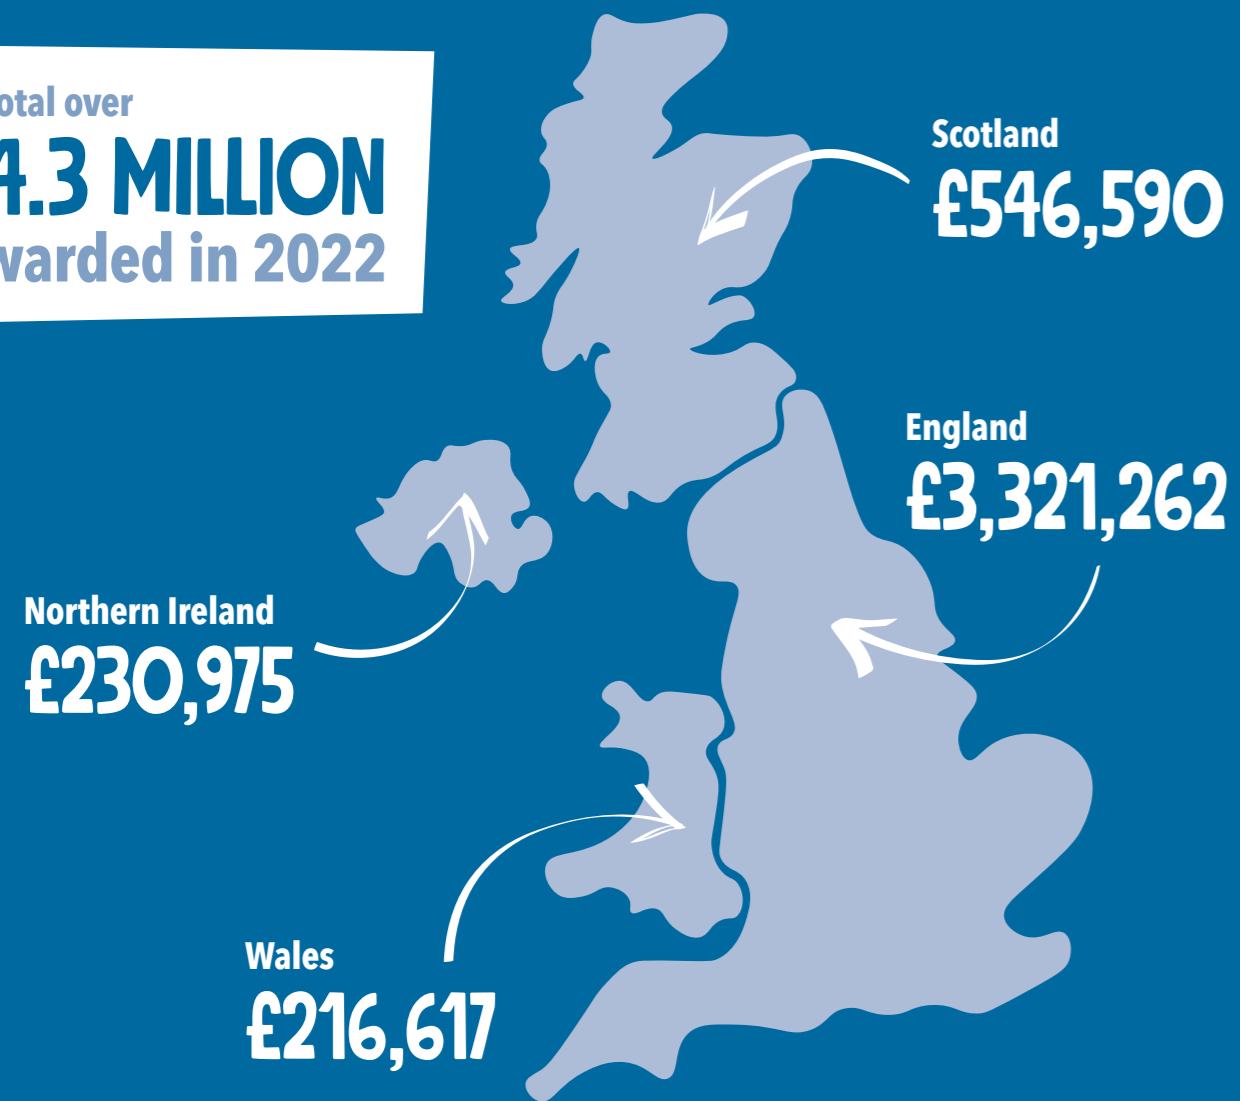 otal over
4.3 MILLION
warded in 2022
Scotland
£546,590
England
£3,321,262
Northern Ireland
£230,975
Wales
£216,617